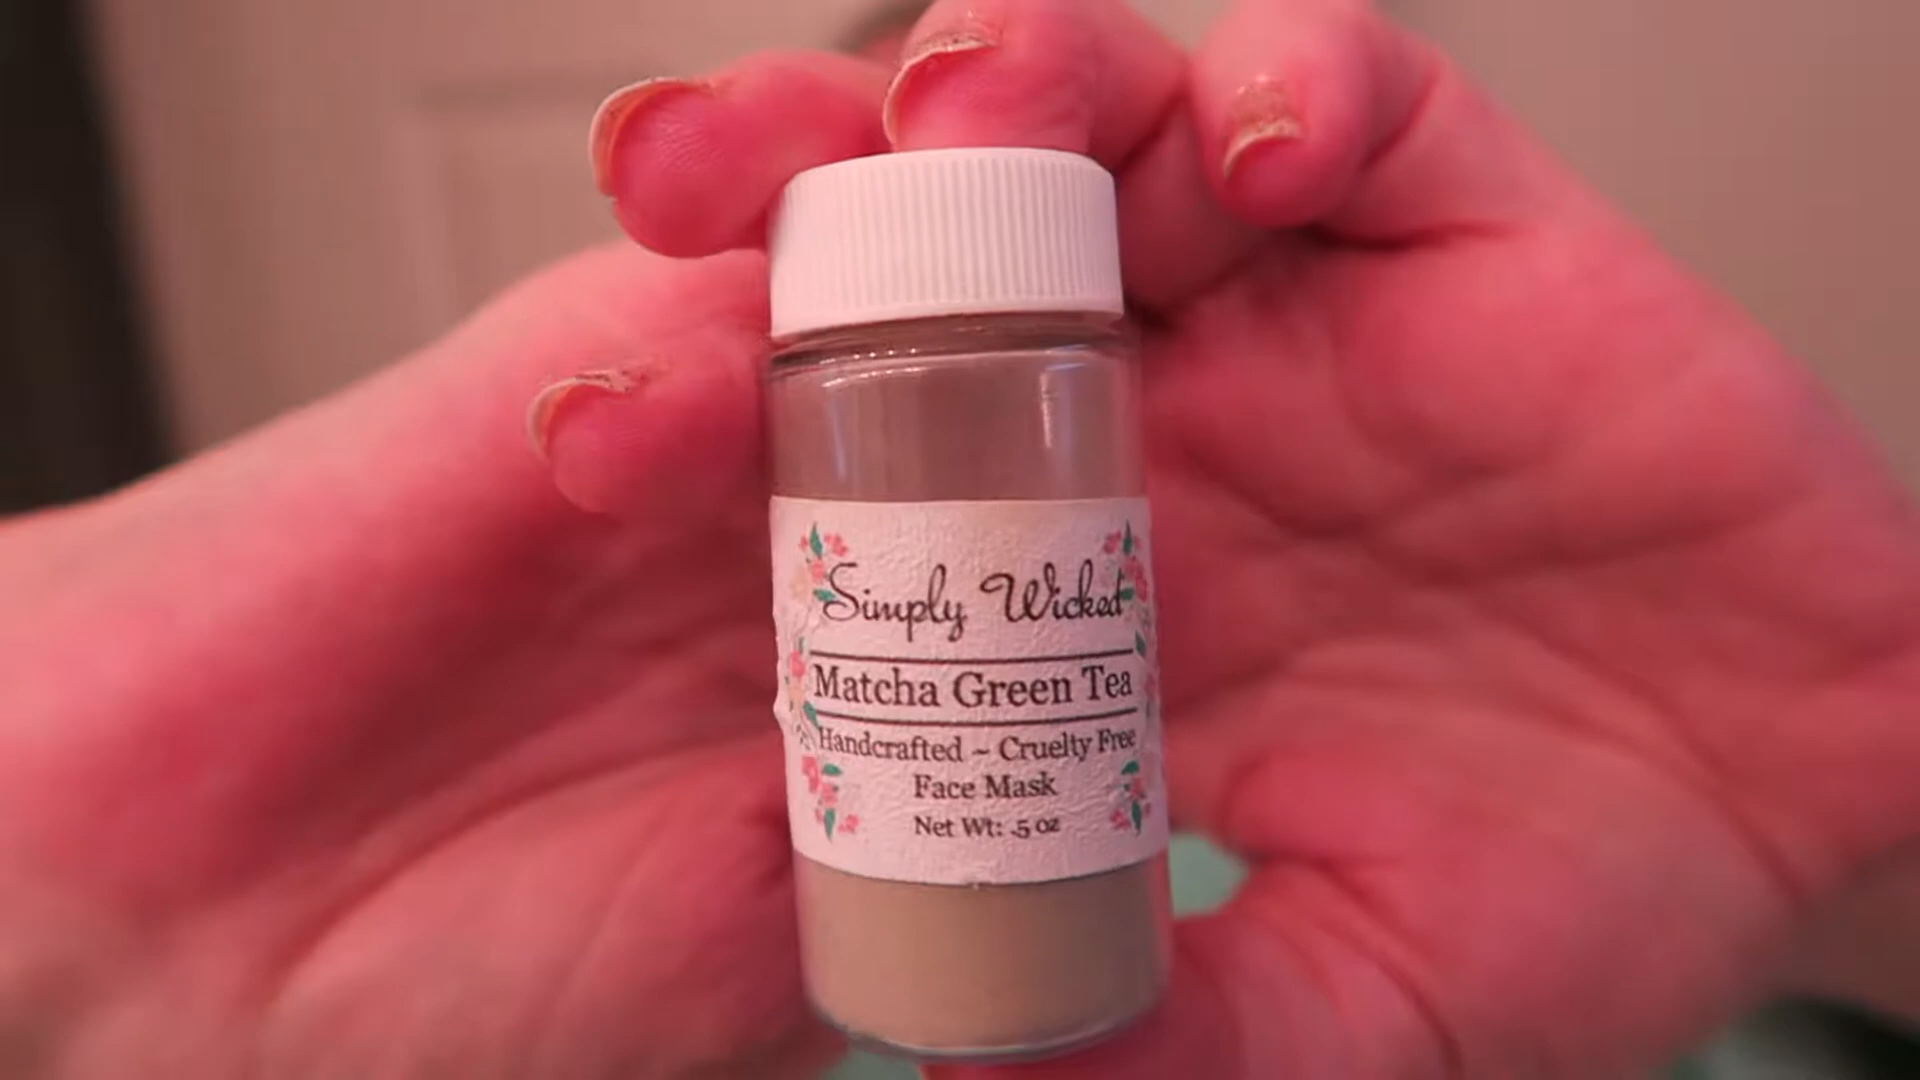 Simply Wicked
Matcha Green Tea
Handcrafted ~ Cruelty Free
Face Mask
Net Wt: .5 oz